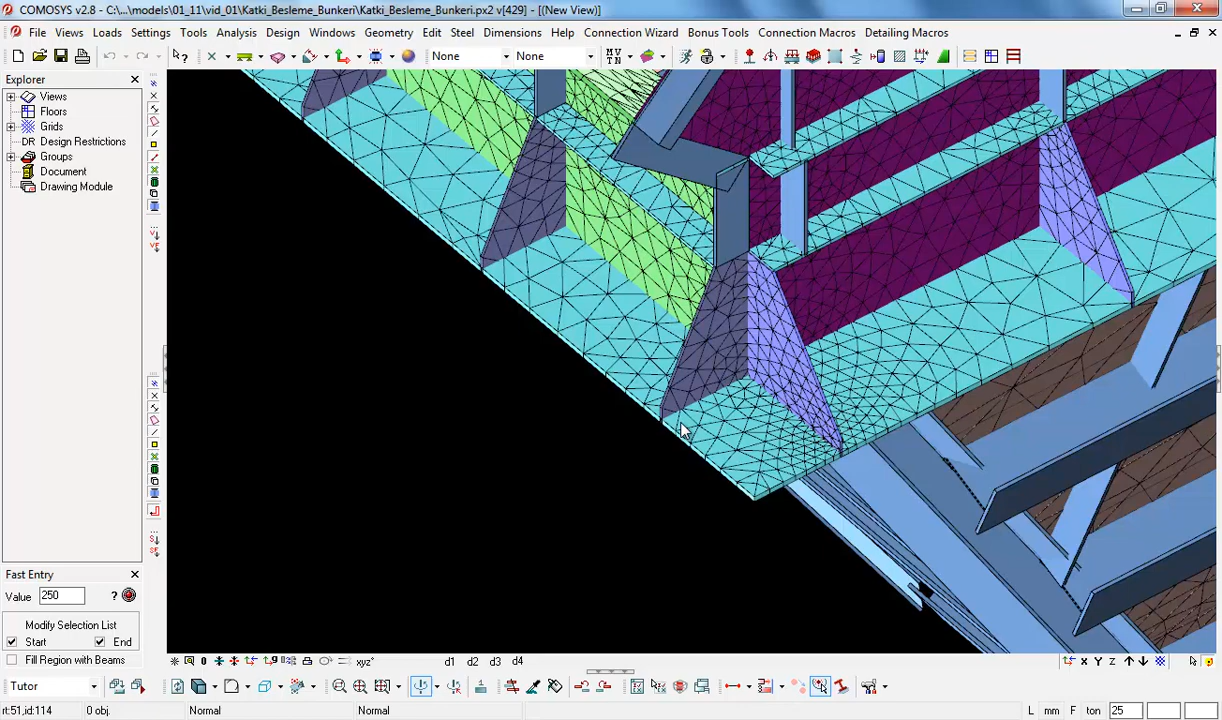 COMOSYS v2.8 - C:\...\models\01_11\vid_01\Katki_Besleme_Bunkeri\Katki_Besleme_Bunkeri.px2 v[429] - [(New View)]
File Views Loads Settings Tools Analysis Design Windows Geometry Edit Steel Dimensions Help Connection Wizard Bonus Tools Connection Macros Detailing Macros
None None
Explorer
Views
Floors
Grids
DR Design Restrictions
Groups
Document
Drawing Module
Fast Entry
Value 250 ?
Modify Selection List
Start End
Fill Region with Beams
0 xyz° d1 d2 d3 d4 X Y Z
Tutor
rt:51,id:114 0 obj. Normal Normal L mm F ton 25